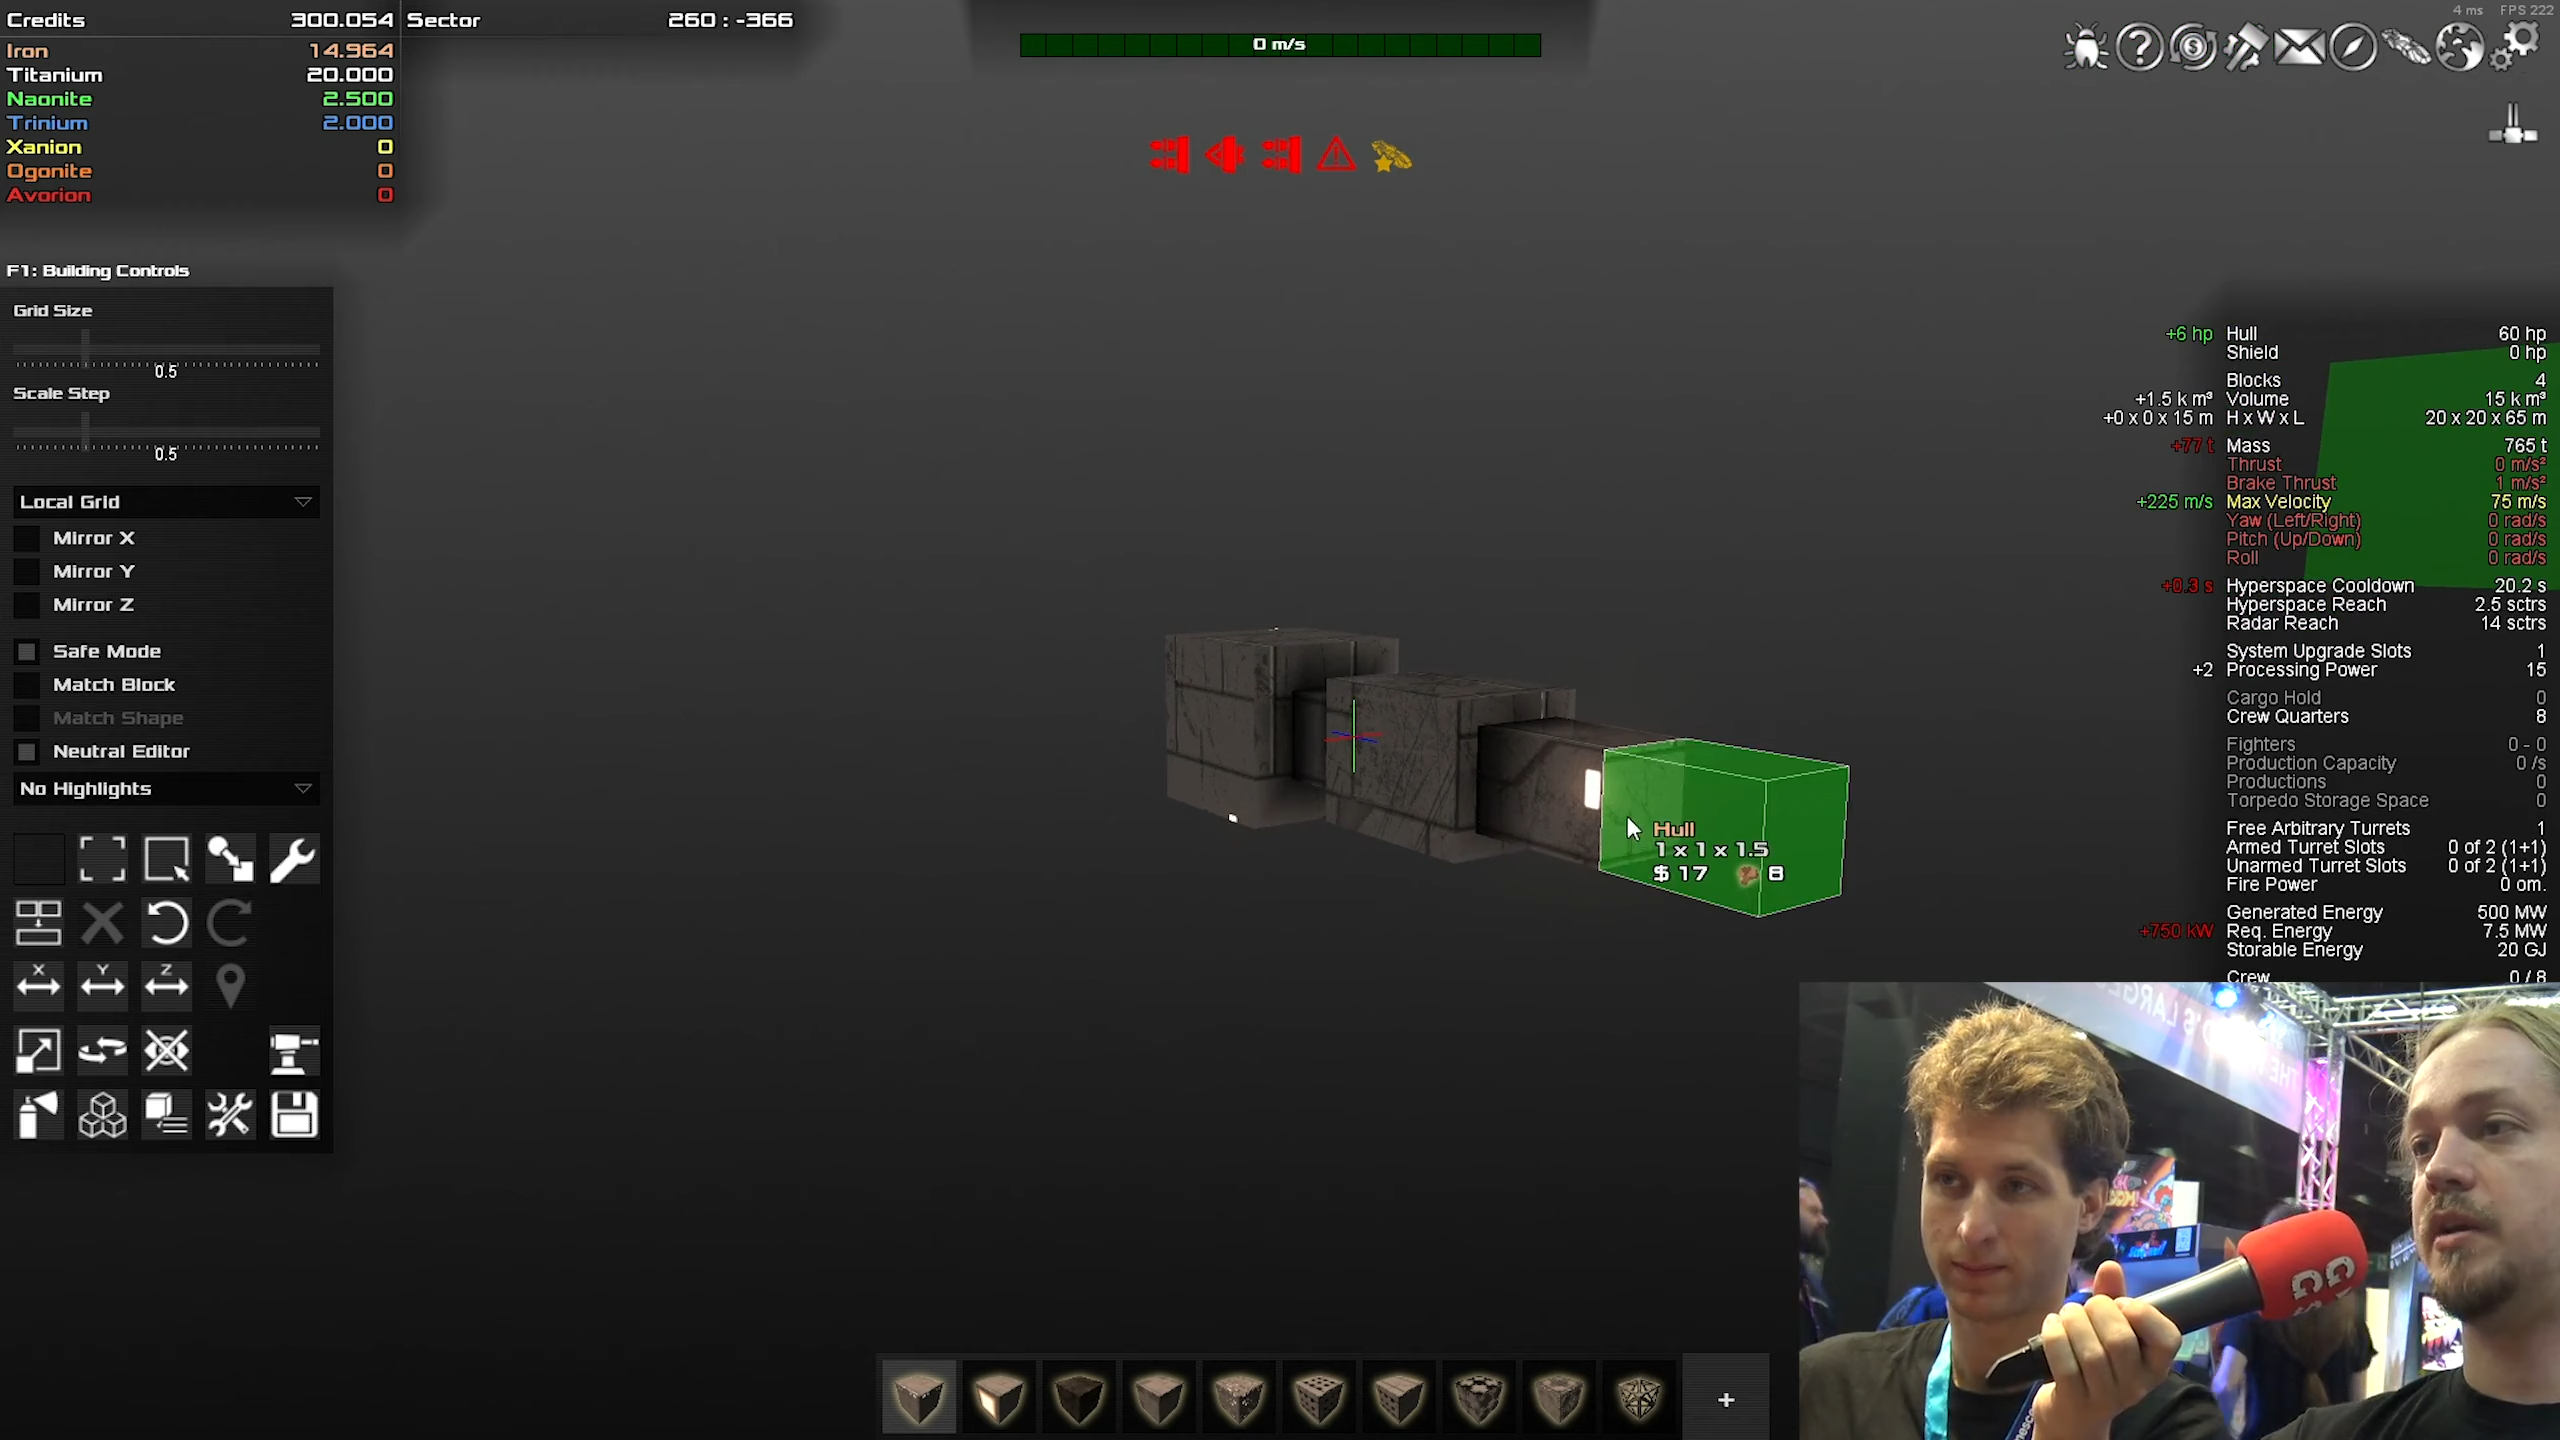 4 ms FPS 222
Credits 300.054
Sector 260 : -366
Iron 14.964
Titanium 20.000
Naonite 2.500
Trinium 2.000
Xanion 0
Ogonite 0
Avorion 0
0 m/s
F1: Building Controls
Grid Size
0.5
Scale Step
0.5
Local Grid
Mirror X
Mirror Y
Mirror Z
Safe Mode
Match Block
Match Shape
Neutral Editor
No Highlights
X Y Z
Hull
1 x 1 x 1.5
$ 17 8
+6 hp Hull 60 hp
Shield 0 hp
Blocks 4
+1.5 k m³ Volume 15 k m³
+0 x 0 x 15 m H x W x L 20 x 20 x 65 m
+77 t Mass 765 t
Thrust 0 m/s²
Brake Thrust 1 m/s²
+225 m/s Max Velocity 75 m/s
Yaw (Left/Right) 0 rad/s
Pitch (Up/Down) 0 rad/s
Roll 0 rad/s
+0.3 s Hyperspace Cooldown 20.2 s
Hyperspace Reach 2.5 sctrs
Radar Reach 14 sctrs
System Upgrade Slots 1
+2 Processing Power 15
Cargo Hold 0
Crew Quarters 8
Fighters 0 - 0
Production Capacity 0 /s
Productions 0
Torpedo Storage Space 0
Free Arbitrary Turrets 1
Armed Turret Slots 0 of 2 (1+1)
Unarmed Turret Slots 0 of 2 (1+1)
Fire Power 0 om.
Generated Energy 500 MW
+750 kW Req. Energy 7.5 MW
Storable Energy 20 GJ
Crew 0 / 8
+